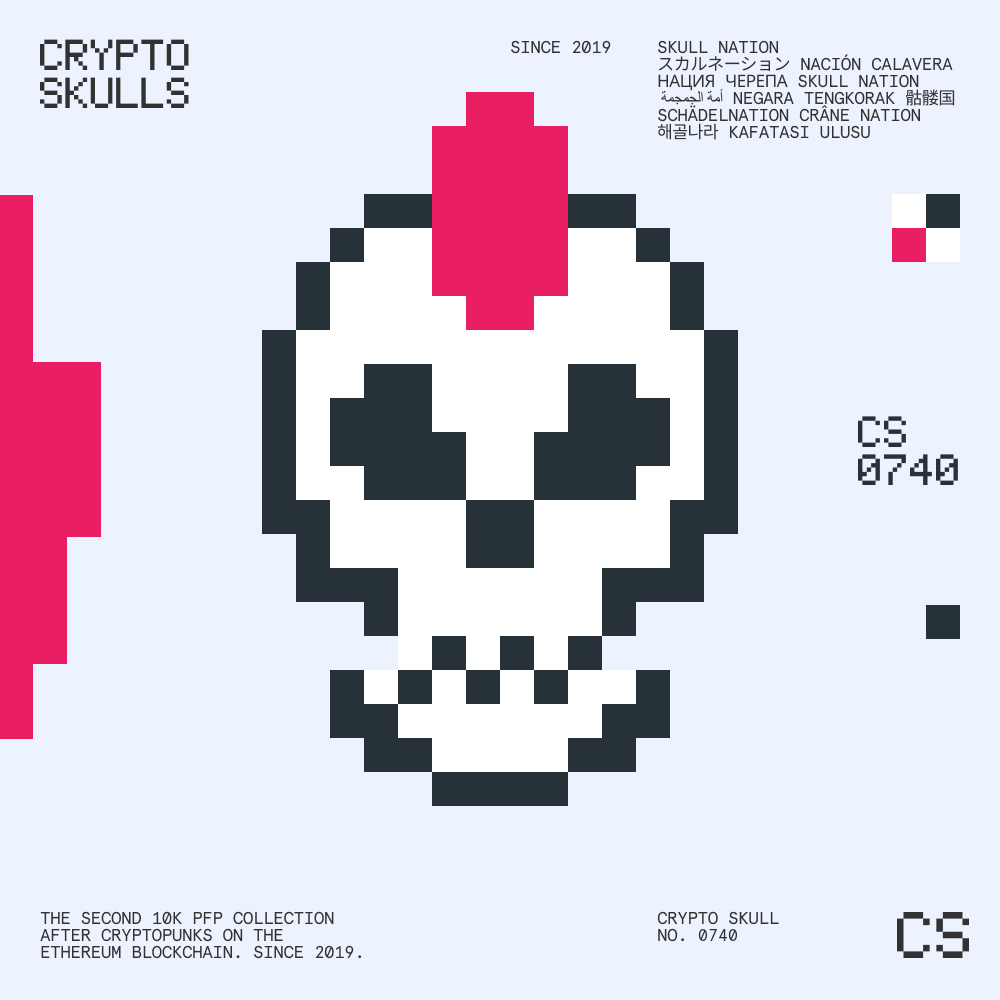 CRYPTO
SKULLS
SINCE 2019
SKULL NATION
スカルネーション NACIÓN CALAVERA
НАЦИЯ ЧЕРЕПА SKULL NATION
أمة الجمجمة NEGARA TENGKORAK 骷髅国
SCHÄDELNATION CRÂNE NATION
해골나라 KAFATASI ULUSU
CS
0740
THE SECOND 10K PFP COLLECTION
AFTER CRYPTOPUNKS ON THE
ETHEREUM BLOCKCHAIN. SINCE 2019.
CRYPTO SKULL
NO. 0740
CS